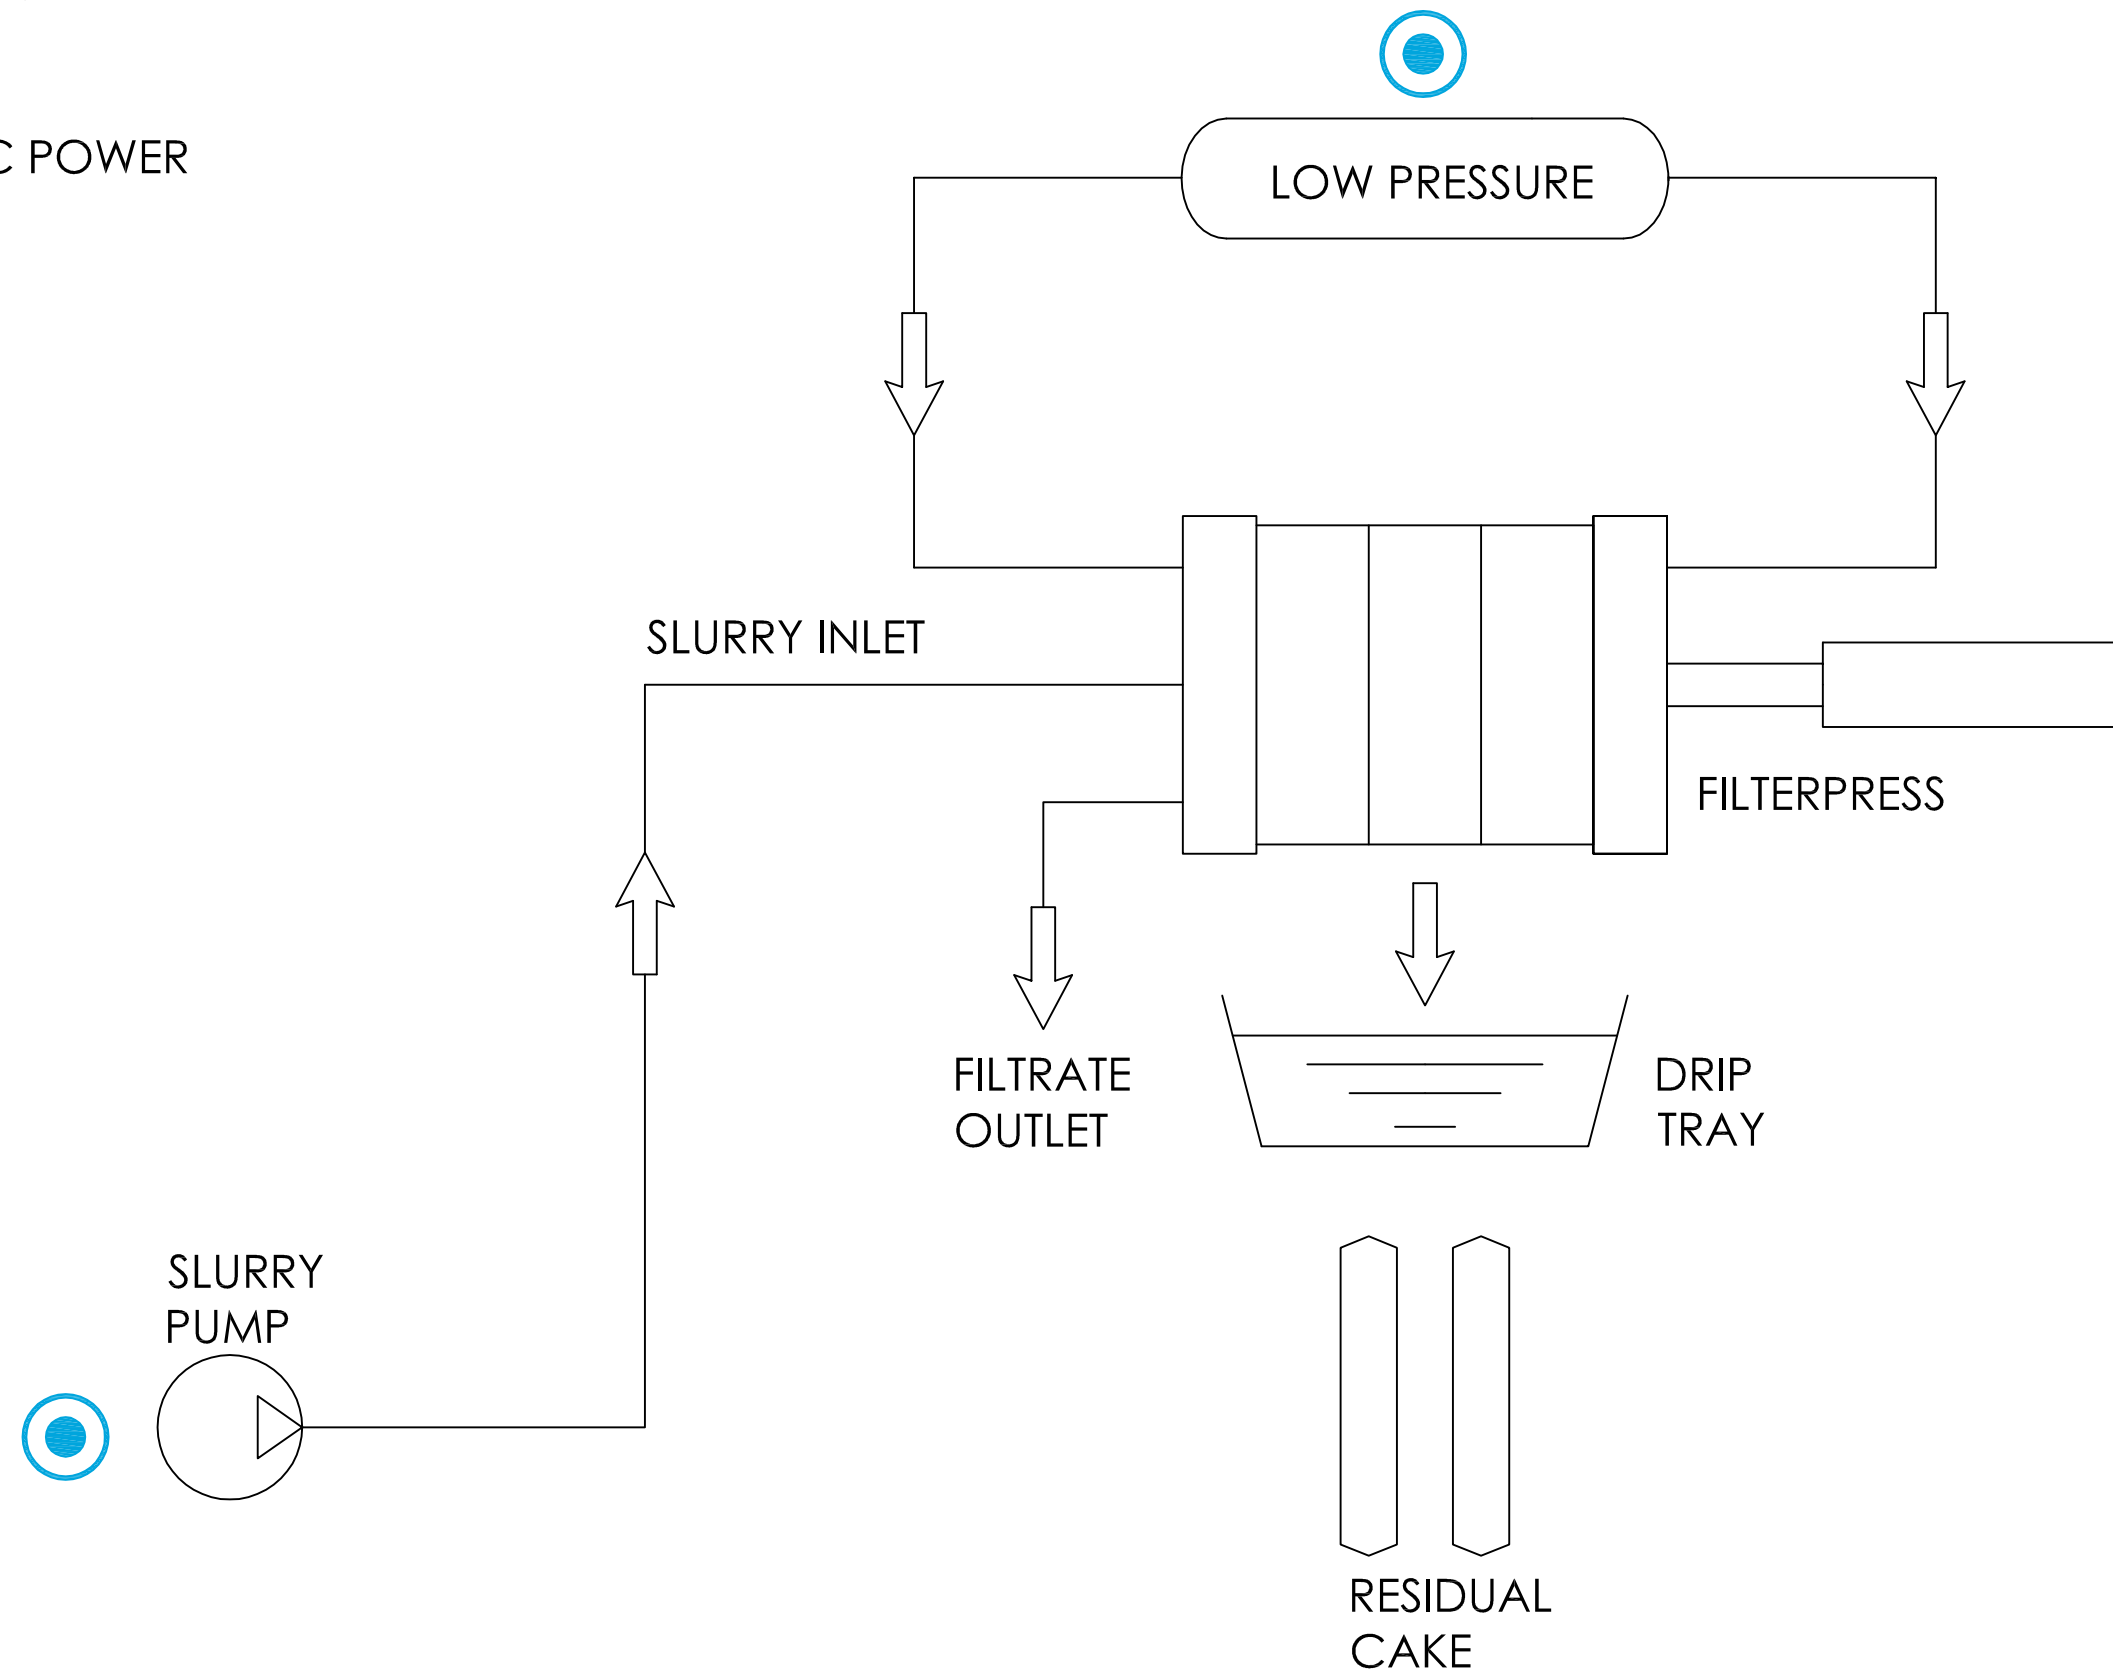 C POWER
LOW PRESSURE
SLURRY INLET
FILTERPRESS
FILTRATE
OUTLET
DRIP
TRAY
SLURRY
PUMP
RESIDUAL
CAKE